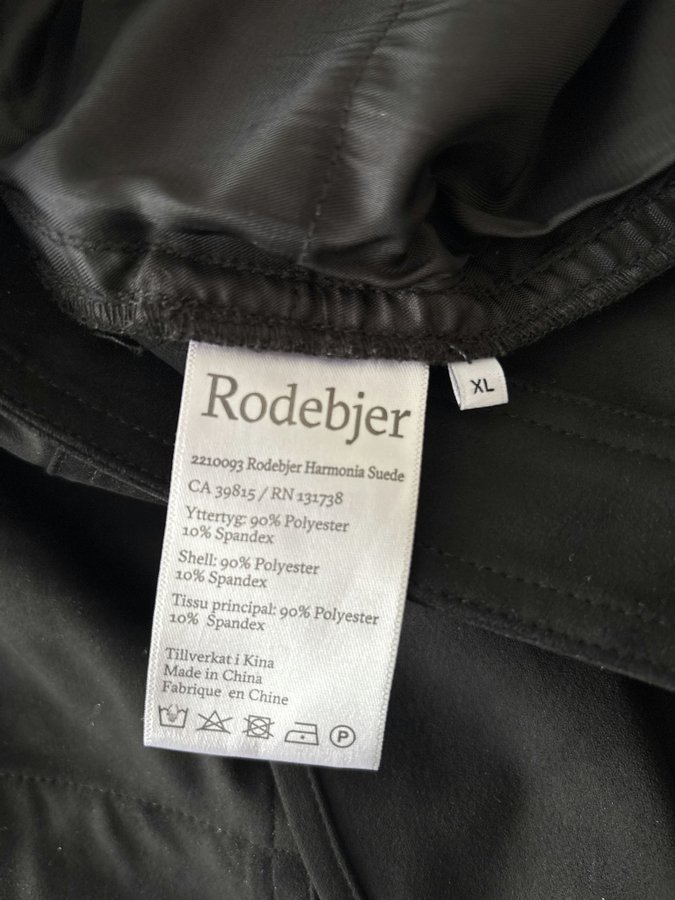 Rodebjer
XL
2210093 Rodebjer Harmonia Suede
CA 39815 / RN 131738
Yttertyg: 90% Polyester
10% Spandex
Shell: 90% Polyester
10% Spandex
Tissu principal: 90% Polyester
10% Spandex
Tillverkat i Kina
Made in China
Fabrique en Chine
P